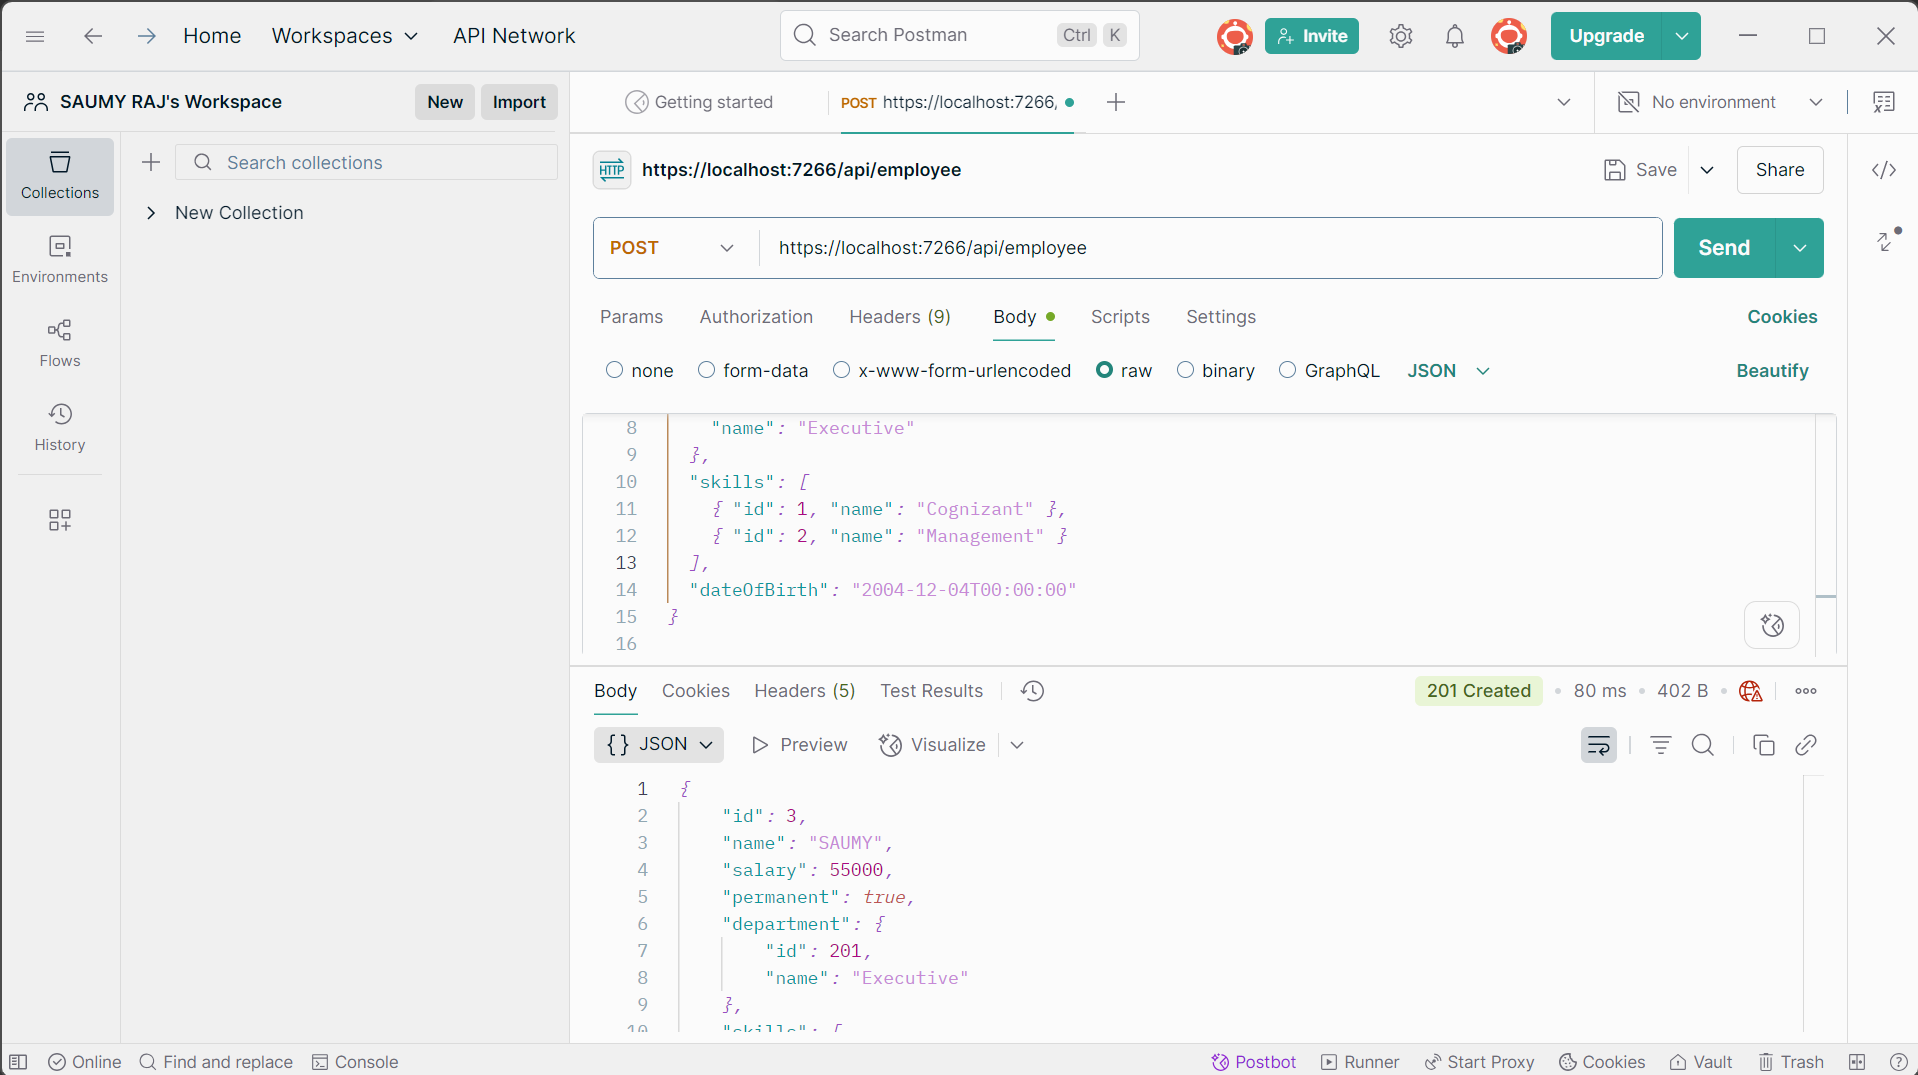 Home Workspaces API Network Search Postman Ctrl K Invite Upgrade
SAUMY RAJ's Workspace New Import Getting started POST https://localhost:7266, No environment
Collections Search collections HTTP https://localhost:7266/api/employee Save Share
New Collection
Environments POST https://localhost:7266/api/employee Send
Params Authorization Headers (9) Body Scripts Settings Cookies
Flows none form-data x-www-form-urlencoded raw binary GraphQL JSON Beautify
History
8 "name": "Executive"
9 },
10 "skills": [
11 { "id": 1, "name": "Cognizant" },
12 { "id": 2, "name": "Management" }
13 ],
14 "dateOfBirth": "2004-12-04T00:00:00"
15 }
16
Body Cookies Headers (5) Test Results 201 Created 80 ms 402 B
{} JSON Preview Visualize
1 {
2 "id": 3,
3 "name": "SAUMY",
4 "salary": 55000,
5 "permanent": true,
6 "department": {
7 "id": 201,
8 "name": "Executive"
9 },
10 "skills": [
Online Find and replace Console Postbot Runner Start Proxy Cookies Vault Trash